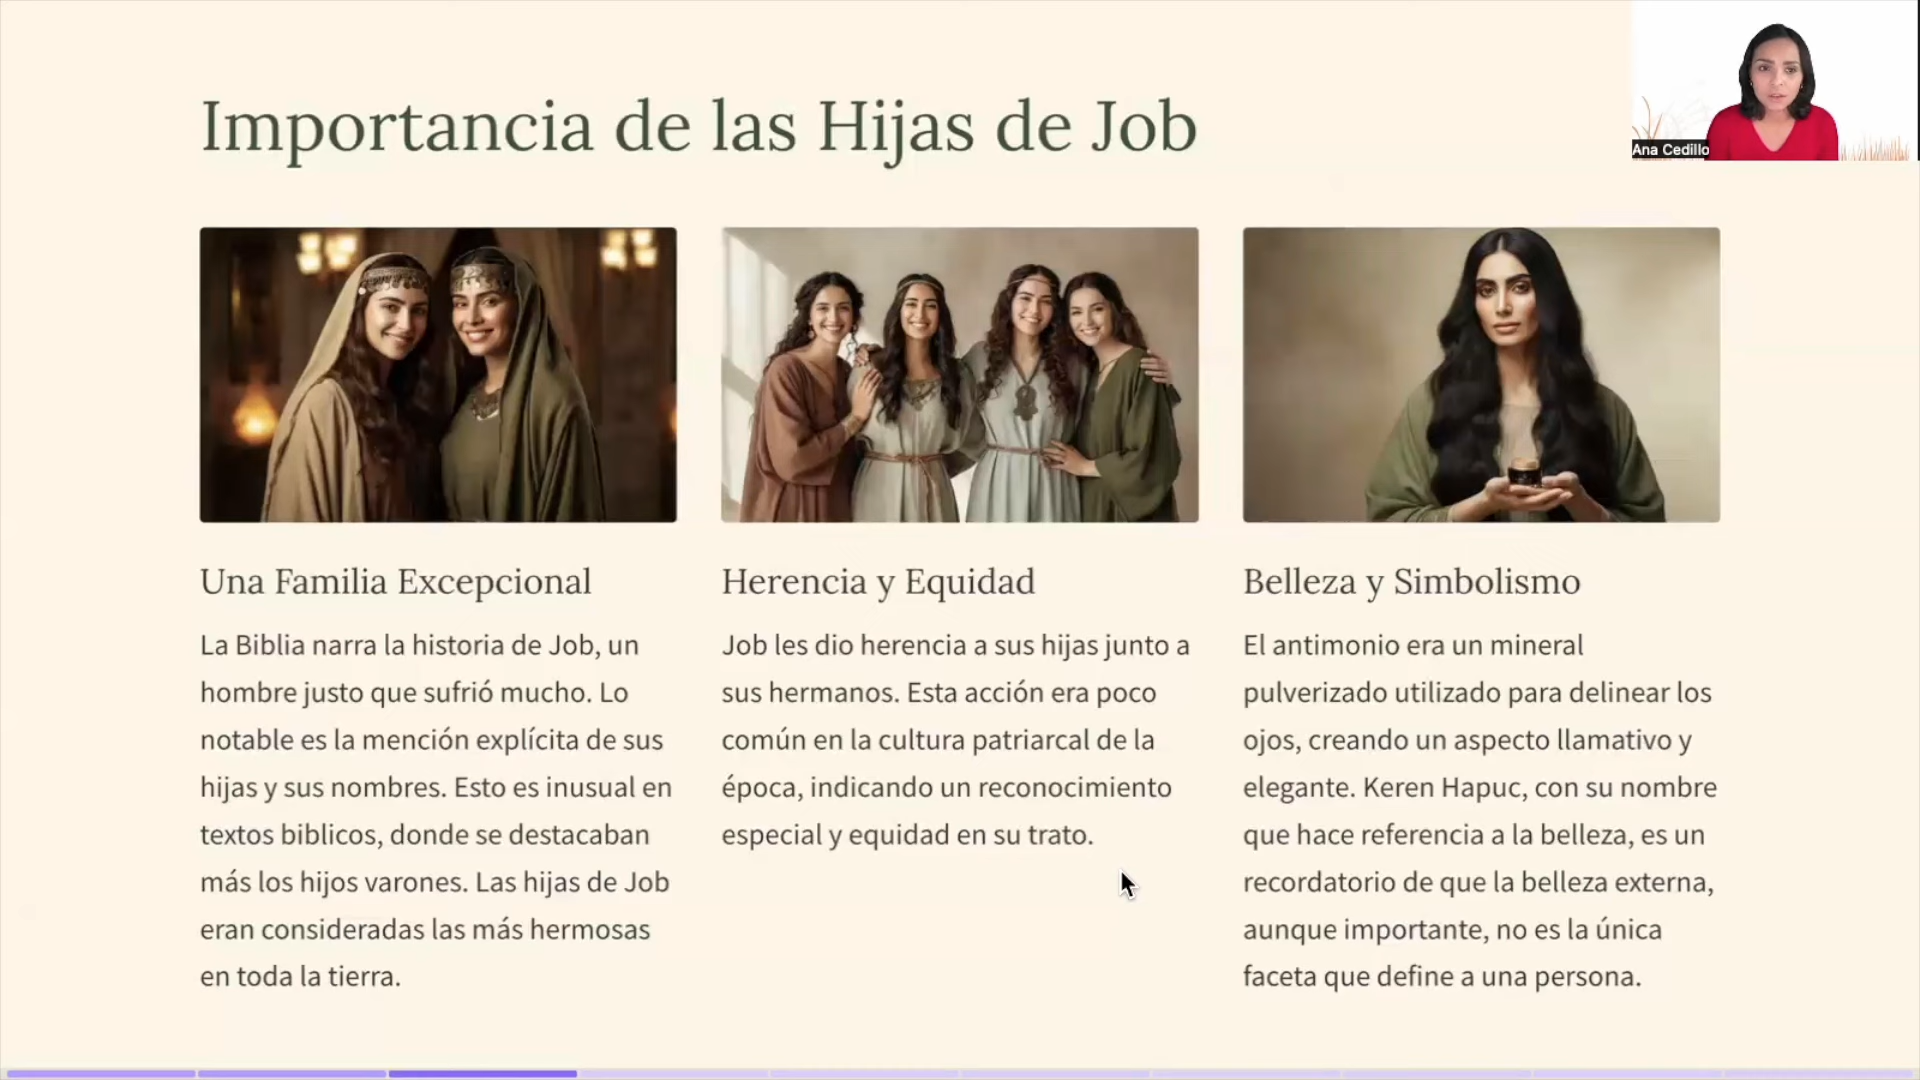 Importancia de las Hijas de Job
Ana Cedillo
Una Familia Excepcional
La Biblia narra la historia de Job, un
hombre justo que sufrió mucho. Lo
notable es la mención explícita de sus
hijas y sus nombres. Esto es inusual en
textos biblicos, donde se destacaban
más los hijos varones. Las hijas de Job
eran consideradas las más hermosas
en toda la tierra.
Herencia y Equidad
Job les dio herencia a sus hijas junto a
sus hermanos. Esta acción era poco
común en la cultura patriarcal de la
época, indicando un reconocimiento
especial y equidad en su trato.
Belleza y Simbolismo
El antimonio era un mineral
pulverizado utilizado para delinear los
ojos, creando un aspecto llamativo y
elegante. Keren Hapuc, con su nombre
que hace referencia a la belleza, es un
recordatorio de que la belleza externa,
aunque importante, no es la única
faceta que define a una persona.